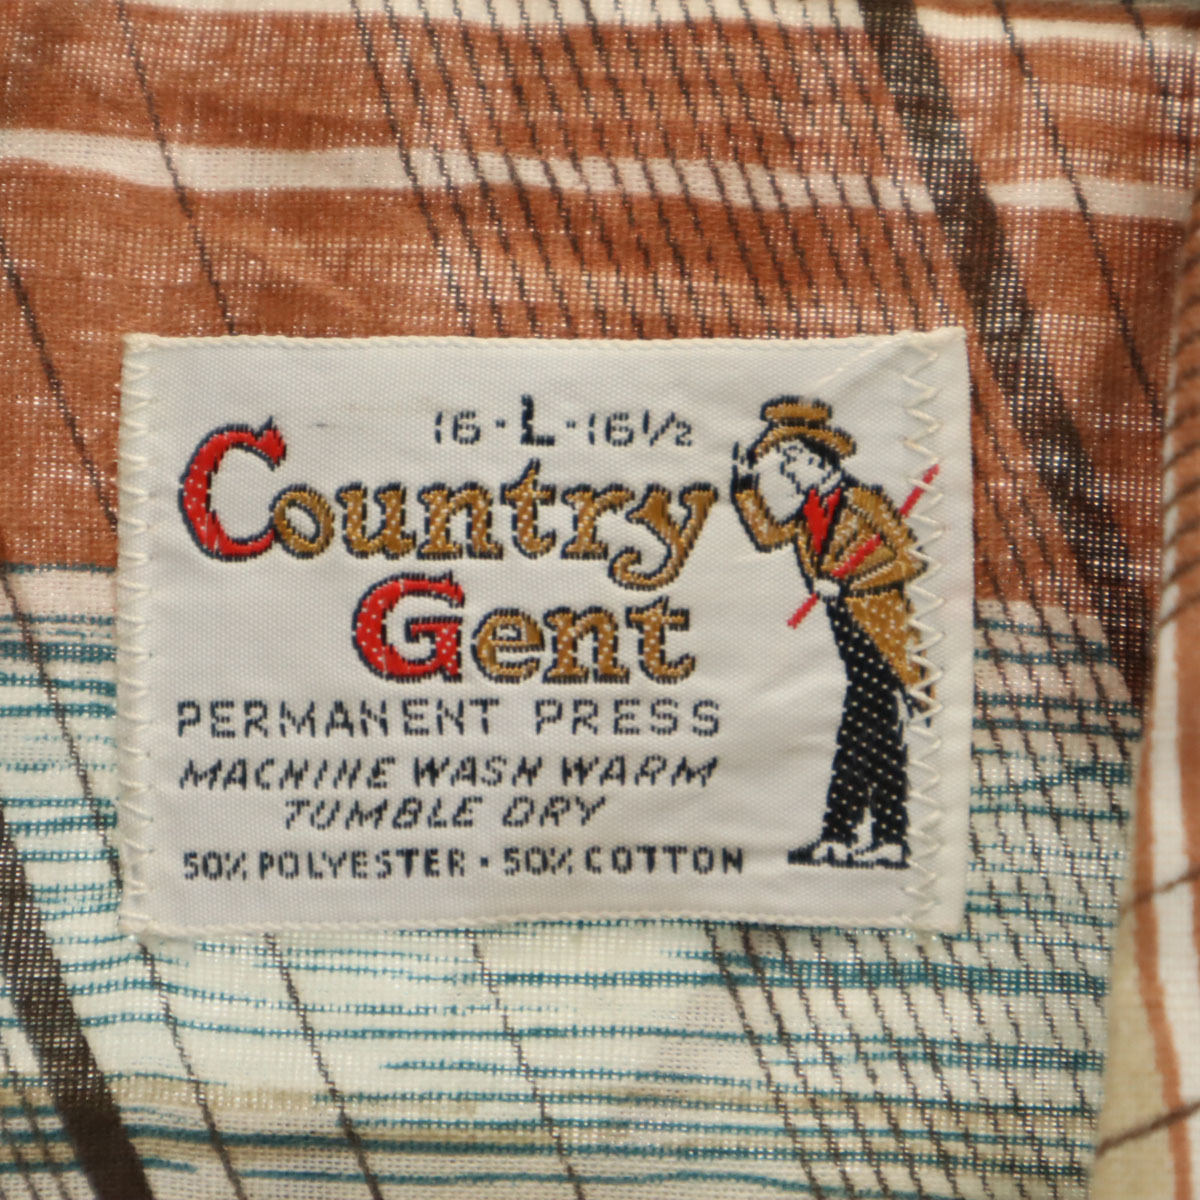 16 · L · 16½
Country
Gent
PERMANENT PRESS
MACHINE WASH WARM
TUMBLE DRY
50% POLYESTER · 50% COTTON